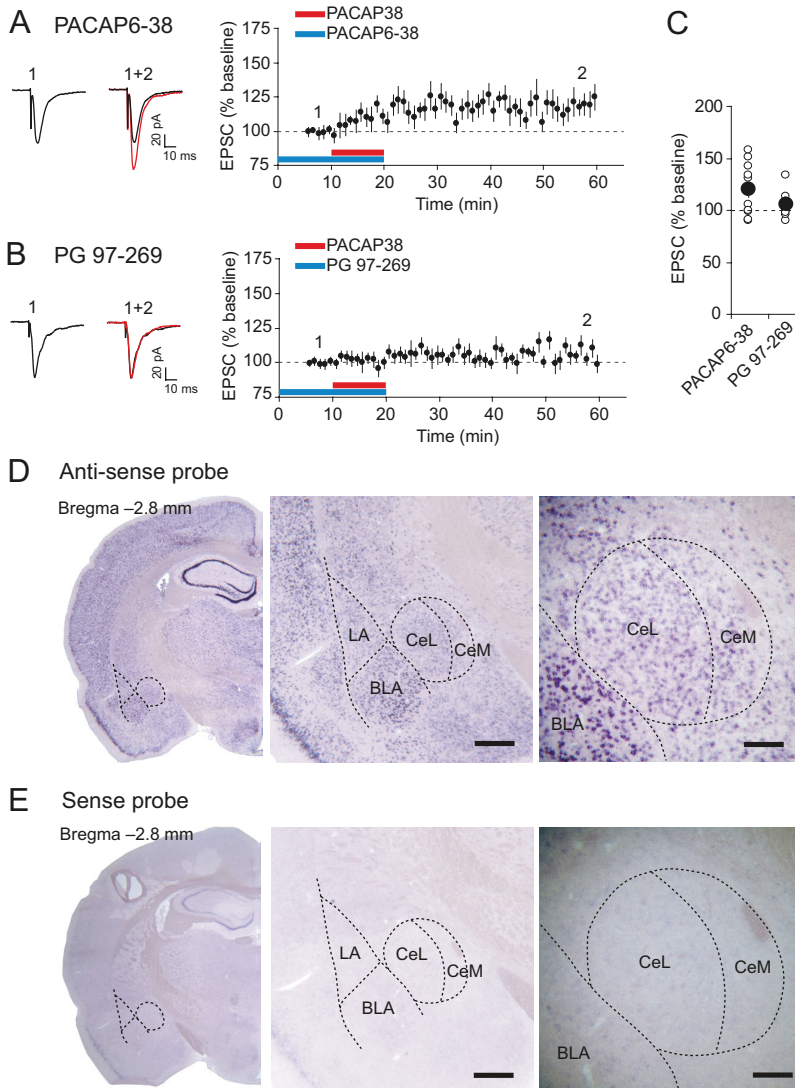 A PACAP6-38
1 1+2
20 pA
10 ms
PACAP38
PACAP6-38
EPSC (% baseline)
175
150
125
100
75
1 2
0 10 20 30 40 50 60
Time (min)
C
EPSC (% baseline)
200
150
100
50
0
PACAP6-38
PG 97-269
B PG 97-269
1 1+2
20 pA
10 ms
PACAP38
PG 97-269
EPSC (% baseline)
175
150
125
100
75
1 2
0 10 20 30 40 50 60
Time (min)
D Anti-sense probe
Bregma –2.8 mm
LA CeL CeM
BLA
CeL CeM
BLA
E Sense probe
Bregma –2.8 mm
LA CeL CeM
BLA
CeL CeM
BLA